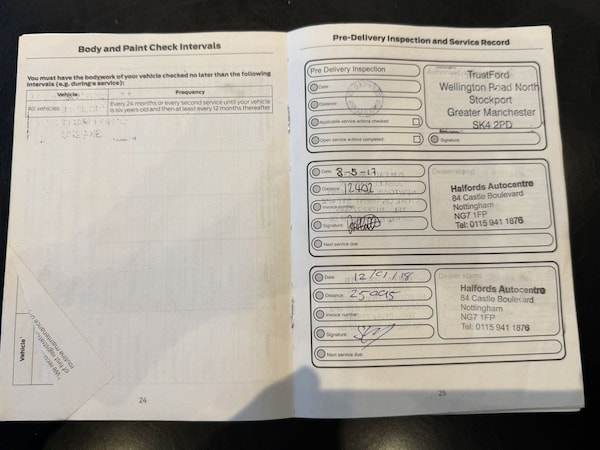 Body and Paint Check Intervals
You must have the bodywork of your vehicle checked no later than the following
intervals (e.g. during a service):
Vehicle
Frequency
All vehicles
Every 24 months or every second service until your vehicle
is six years old and then at least every 12 months thereafter
Vehicle
24
Pre-Delivery Inspection and Service Record
Pre Delivery Inspection
Date
Distance
Applicable service actions checked
Open service actions completed
TrustFord
Wellington Road North
Stockport
Greater Manchester
SK4 2PD
Signature
Date: 8-5-17
Distance: 12402
Invoice number
Signature:
Next service due:
Halfords Autocentre
84 Castle Boulevard
Nottingham
NG7 1FP
Tel: 0115 941 1876
Date:
Distance:
Invoice number:
Signature:
Next service due:
Halfords Autocentre
84 Castle Boulevard
Nottingham
NG7 1FP
Tel: 0115 941 1876
25